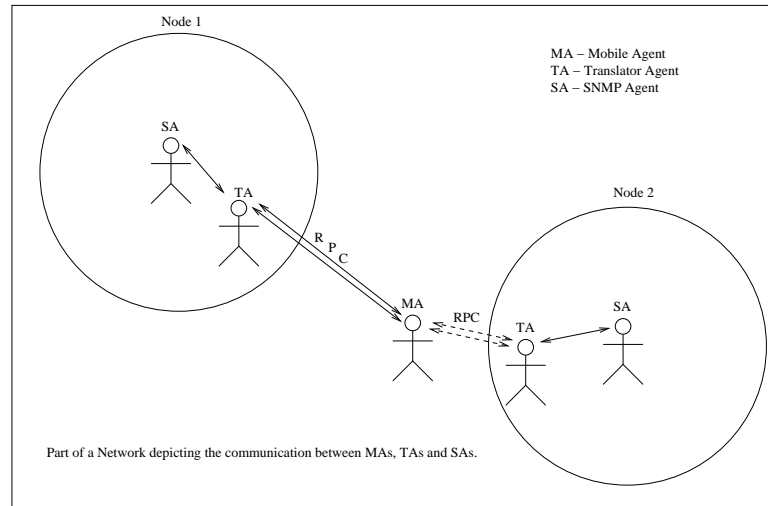 Node 1
MA – Mobile Agent
TA – Translator Agent
SA – SNMP Agent
SA
TA
Node 2
R P C
MA
RPC
TA
SA
Part of a Network depicting the communication between MAs, TAs and SAs.